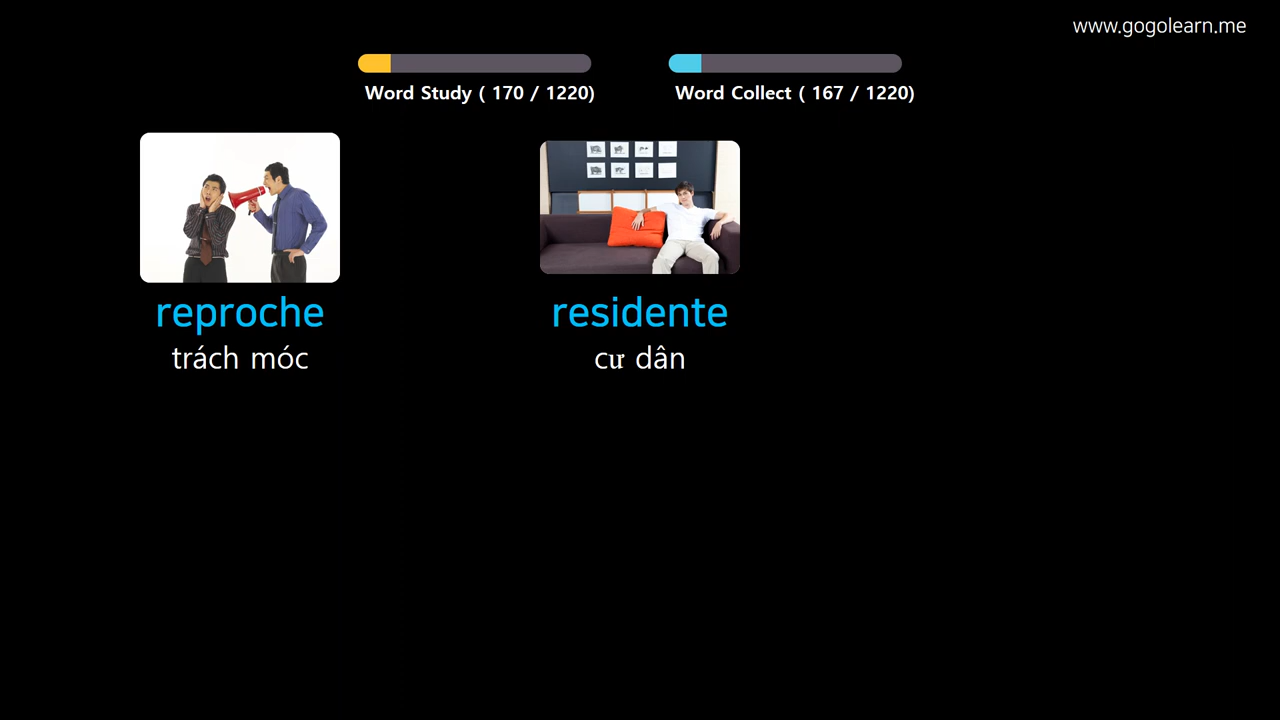 www.gogolearn.me
Word Study ( 170 / 1220)
Word Collect ( 167 / 1220)
reproche
trách móc
residente
cư dân